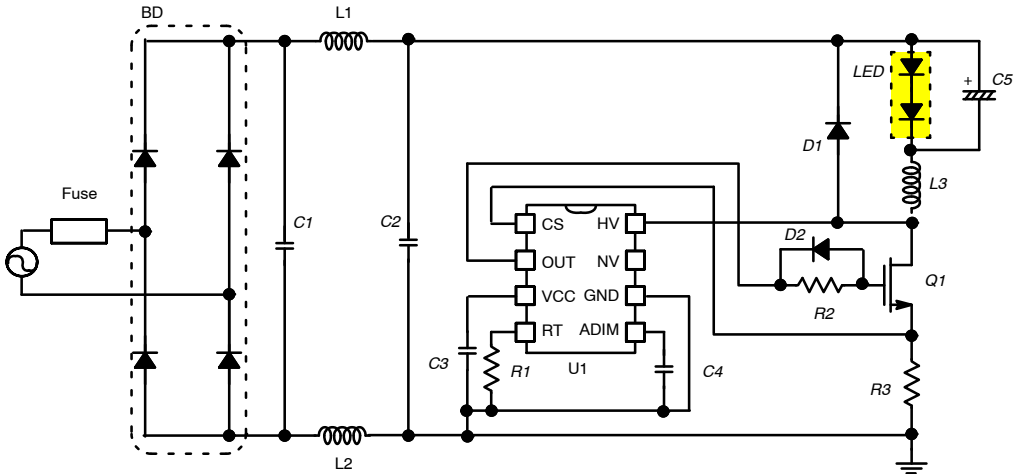 BD
L1
LED
+
C5
D1
Fuse
L3
C1
C2
CS
HV
D2
OUT
NV
Q1
VCC
GND
R2
RT
ADIM
C3
R1
U1
C4
R3
L2